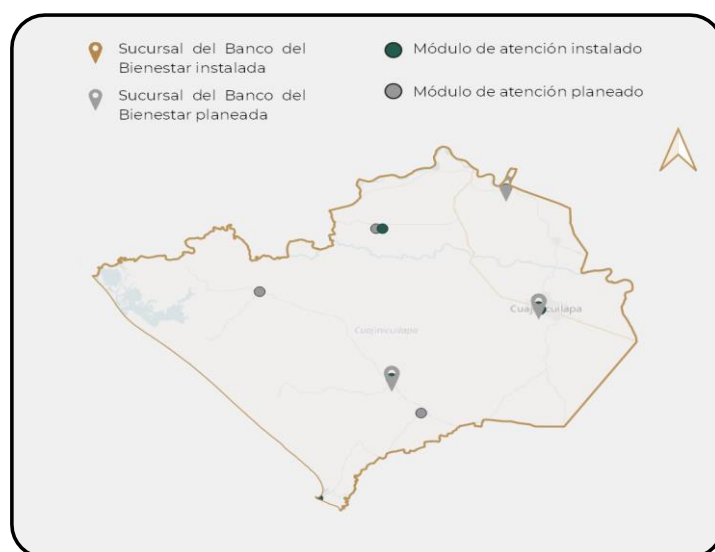 Sucursal del Banco del
Bienestar instalada
Módulo de atención instalado
Sucursal del Banco del
Bienestar planeada
Módulo de atención planeado
Cuajinicuilapa
Cuajinicuilapa